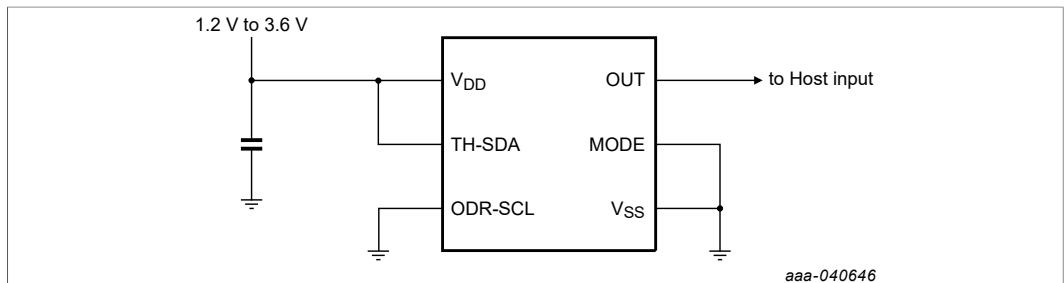 1.2 V to 3.6 V
VDD
OUT
to Host input
TH-SDA
MODE
ODR-SCL
VSS
aaa-040646